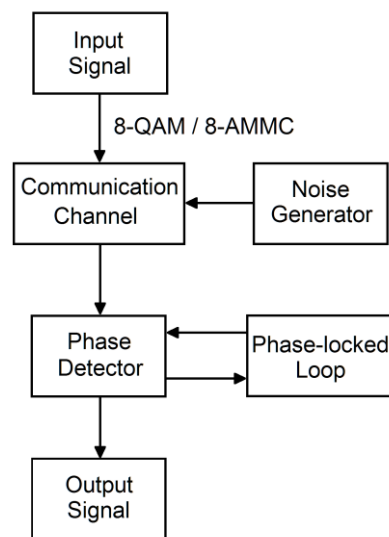 Input
Signal
8-QAM / 8-AMMC
Communication
Channel
Noise
Generator
Phase
Detector
Phase-locked
Loop
Output
Signal